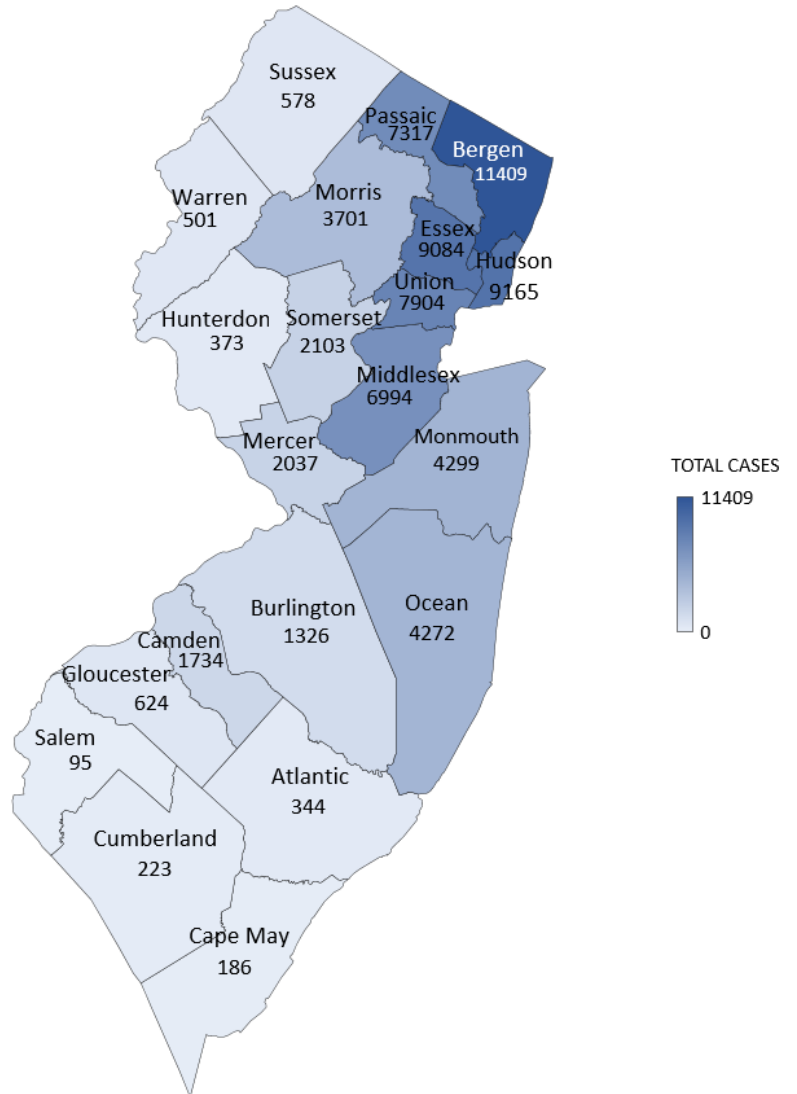 Sussex
578
Passaic
7317
Bergen
11409
Warren
501
Morris
3701
Essex
9084
Hudson
9165
Union
7904
Hunterdon
373
Somerset
2103
Middlesex
6994
Mercer
2037
Monmouth
4299
TOTAL CASES
11409
0
Burlington
1326
Ocean
4272
Camden
1734
Gloucester
624
Salem
95
Atlantic
344
Cumberland
223
Cape May
186